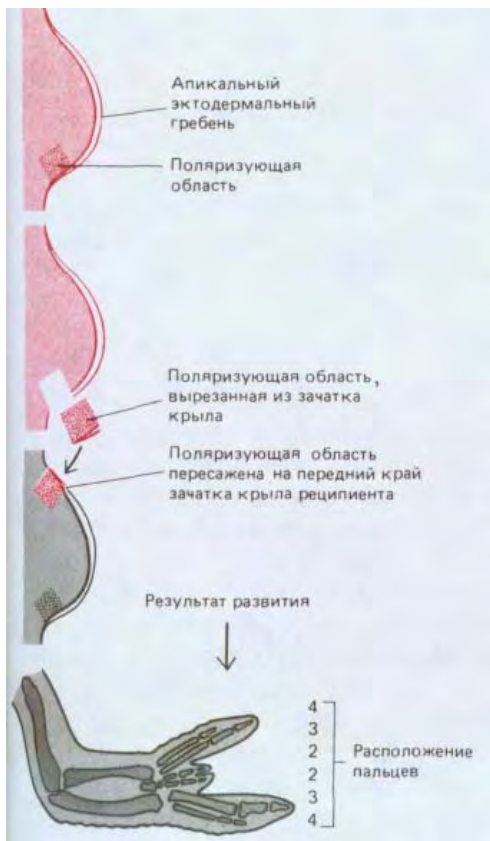 Апикальный
эктодермальный
гребень
Поляризующая
область
Поляризующая область,
вырезанная из зачатка
крыла
Поляризующая область
пересажена на передний край
зачатка крыла реципиента
Результат развития
4
3
2
2
3
4
Расположение
пальцев